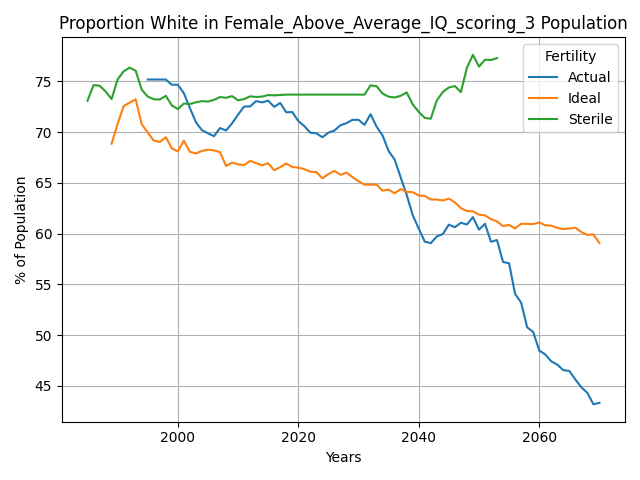 Proportion White in Female_Above_Average_IQ_scoring_3 Population
Fertility
Actual
Ideal
Sterile
% of Population
75
70
65
60
55
50
45
2000
2020
2040
2060
Years